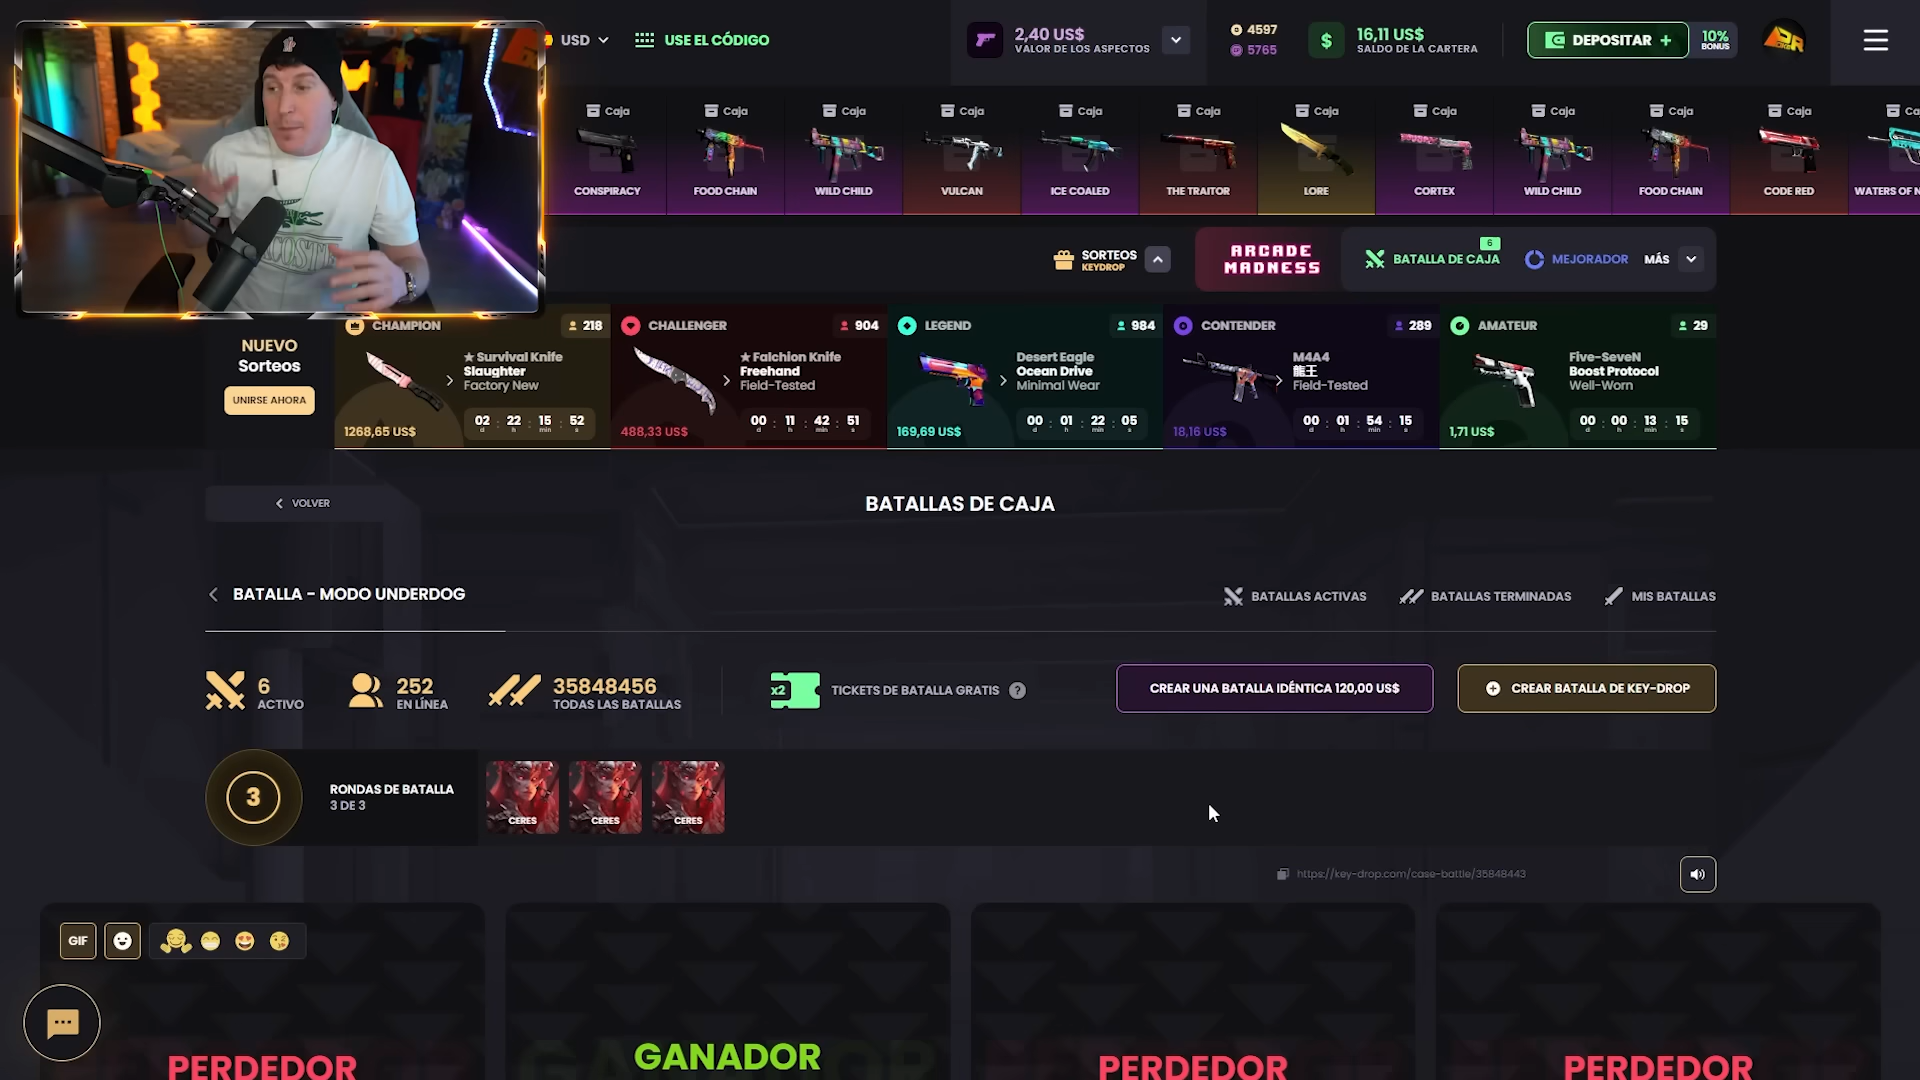 USD
USE EL CÓDIGO
2,40 US$
VALOR DE LOS ASPECTOS
4597
5765
$
16,11 US$
SALDO DE LA CARTERA
DEPOSITAR +
10%
BONUS
Caja
CONSPIRACY
Caja
FOOD CHAIN
Caja
WILD CHILD
Caja
VULCAN
Caja
ICE COALED
Caja
THE TRAITOR
Caja
LORE
Caja
CORTEX
Caja
WILD CHILD
Caja
FOOD CHAIN
Caja
CODE RED
WATERS OF N
SORTEOS
KEYDROP
ARCADE
MADNESS
BATALLA DE CAJA
6
MEJORADOR
MÁS
NUEVO
Sorteos
UNIRSE AHORA
CHAMPION
218
★ Survival Knife
Slaughter
Factory New
1268,65 US$
02 : 22 : 15 : 52
d h min s
CHALLENGER
904
★ Falchion Knife
Freehand
Field-Tested
488,33 US$
00 : 11 : 42 : 51
d h min s
LEGEND
984
Desert Eagle
Ocean Drive
Minimal Wear
169,69 US$
00 : 01 : 22 : 05
d h min s
CONTENDER
289
M4A4
龍王
Field-Tested
18,16 US$
00 : 01 : 54 : 15
d h min s
AMATEUR
29
Five-SeveN
Boost Protocol
Well-Worn
1,71 US$
00 : 00 : 13 : 15
d h min s
VOLVER
BATALLAS DE CAJA
BATALLA - MODO UNDERDOG
BATALLAS ACTIVAS
BATALLAS TERMINADAS
MIS BATALLAS
6
ACTIVO
252
EN LÍNEA
35848456
TODAS LAS BATALLAS
x2
TICKETS DE BATALLA GRATIS
?
CREAR UNA BATALLA IDÉNTICA 120,00 US$
CREAR BATALLA DE KEY-DROP
3
RONDAS DE BATALLA
3 DE 3
CERES
CERES
CERES
https://key-drop.com/case-battle/35848443
GIF
PERDEDOR
GANADOR
PERDEDOR
PERDEDOR